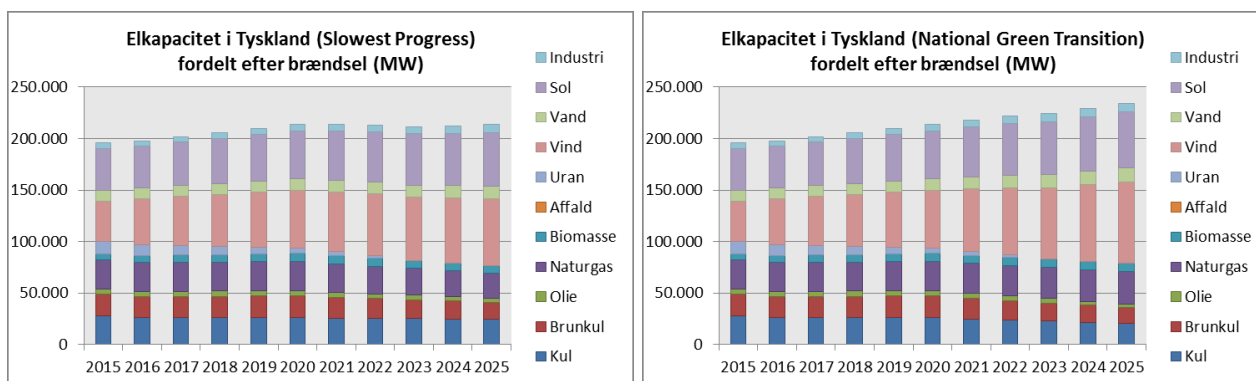 Elkapacitet i Tyskland (Slowest Progress)
fordelt efter brændsel (MW)
250.000
200.000
150.000
100.000
50.000
0
2015 2016 2017 2018 2019 2020 2021 2022 2023 2024 2025
Industri
Sol
Vand
Vind
Uran
Affald
Biomasse
Naturgas
Olie
Brunkul
Kul
Elkapacitet i Tyskland (National Green Transition)
fordelt efter brændsel (MW)
250.000
200.000
150.000
100.000
50.000
0
2015 2016 2017 2018 2019 2020 2021 2022 2023 2024 2025
Industri
Sol
Vand
Vind
Uran
Affald
Biomasse
Naturgas
Olie
Brunkul
Kul